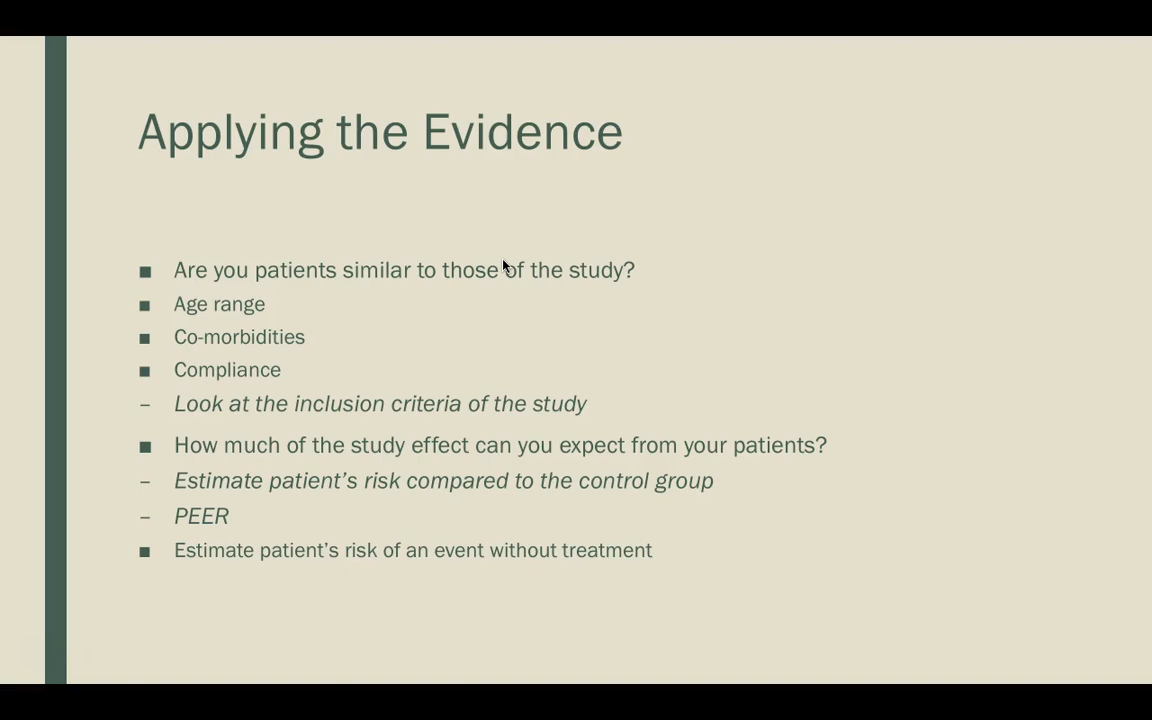 Applying the Evidence
■ Are you patients similar to those of the study?
■ Age range
■ Co-morbidities
■ Compliance
– Look at the inclusion criteria of the study
■ How much of the study effect can you expect from your patients?
– Estimate patient’s risk compared to the control group
– PEER
■ Estimate patient’s risk of an event without treatment